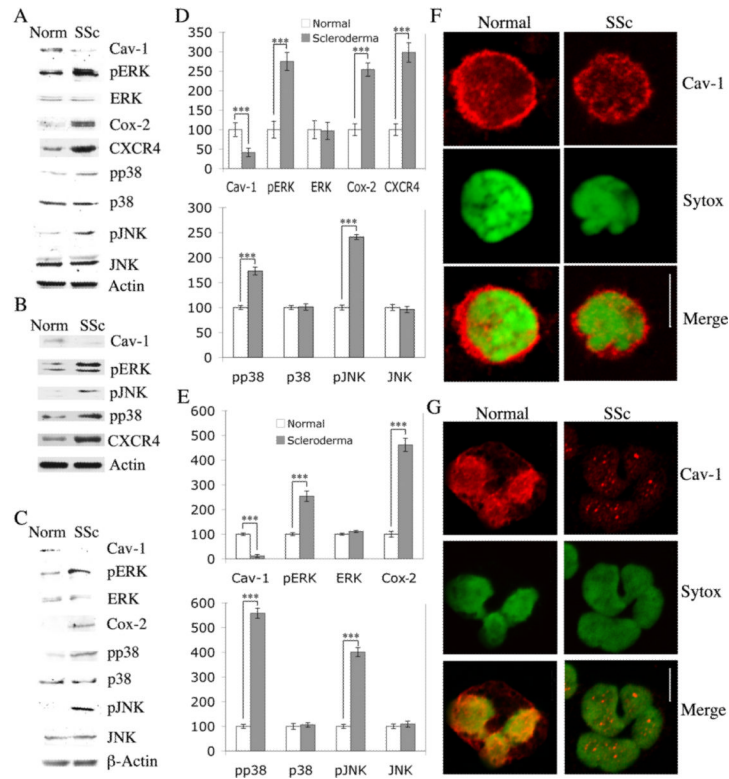 A
Norm SSc
Cav-1
pERK
ERK
Cox-2
CXCR4
pp38
p38
pJNK
JNK
Actin
B
Norm SSc
Cav-1
pERK
pJNK
pp38
CXCR4
Actin
C
Norm SSc
Cav-1
pERK
ERK
Cox-2
pp38
p38
pJNK
JNK
β-Actin
D
350
300
250
200
150
100
50
0
Normal
Scleroderma
***
***
***
***
Cav-1 pERK ERK Cox-2 CXCR4
250
200
150
100
50
0
***
***
pp38 p38 pJNK JNK
E
600
500
400
300
200
100
0
Normal
Scleroderma
***
***
***
Cav-1 pERK ERK Cox-2
600
500
400
300
200
100
0
***
***
pp38 p38 pJNK JNK
F
Normal SSc
Cav-1
Sytox
Merge
G
Normal SSc
Cav-1
Sytox
Merge